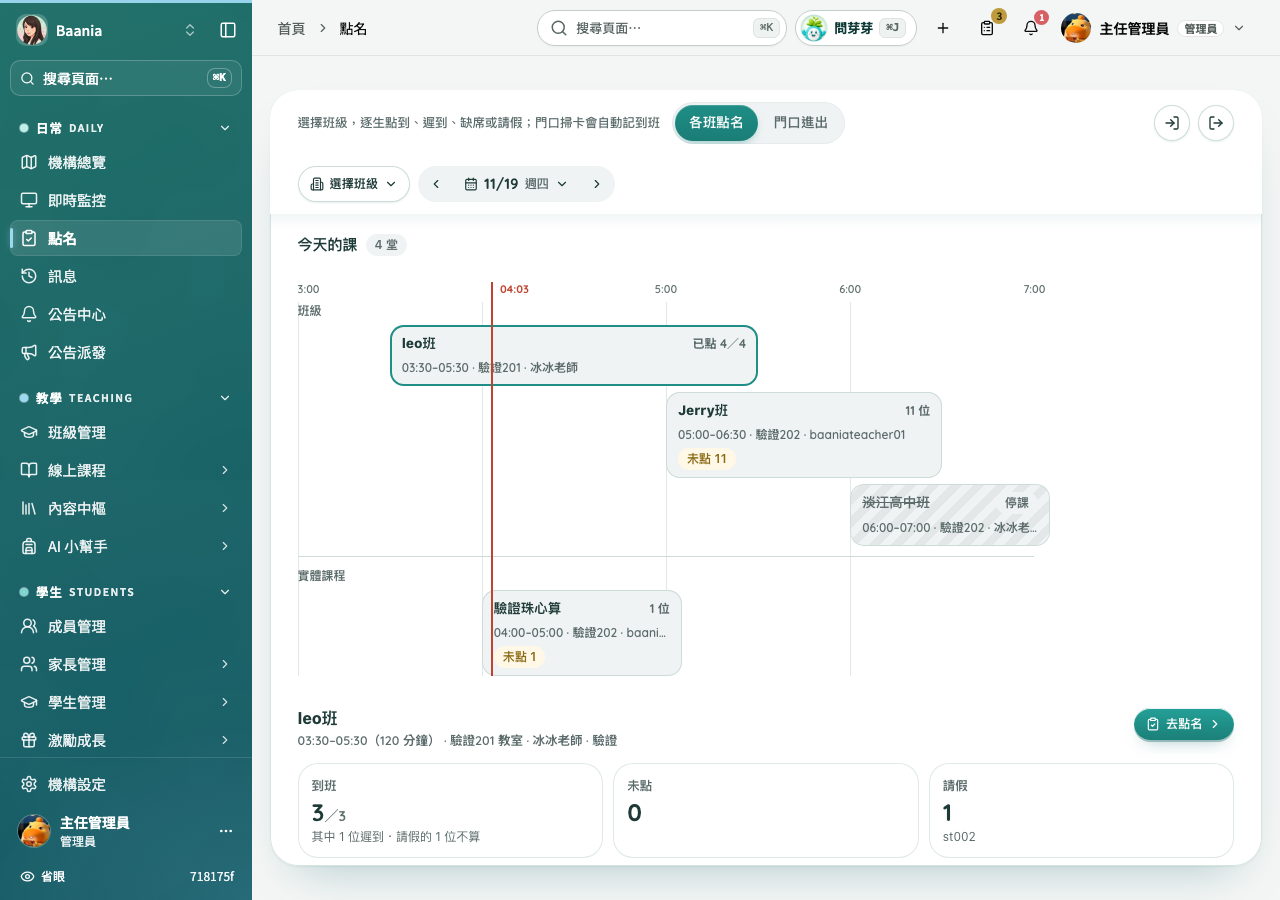 Baania
搜尋頁面…
⌘K
日常 DAILY
機構總覽
即時監控
點名
訊息
公告中心
公告派發
教學 TEACHING
班級管理
線上課程
內容中樞
AI 小幫手
學生 STUDENTS
成員管理
家長管理
學生管理
激勵成長
機構設定
主任管理員
管理員
省眼
718175f
首頁
點名
搜尋頁面…
⌘K
問芽芽
⌘J
3
1
主任管理員
管理員
選擇班級，逐生點到、遲到、缺席或請假；門口掃卡會自動記到班
各班點名
門口進出
選擇班級
11/19 週四
今天的課
4 堂
3:00
04:03
5:00
6:00
7:00
班級
leo班
已點 4／4
03:30–05:30 · 驗證201 · 冰冰老師
Jerry班
11 位
05:00–06:30 · 驗證202 · baaniateacher01
未點 11
淡江高中班
停課
06:00–07:00 · 驗證202 · 冰冰老…
實體課程
驗證珠心算
1 位
04:00–05:00 · 驗證202 · baani…
未點 1
leo班
03:30–05:30（120 分鐘） · 驗證201 教室 · 冰冰老師 · 驗證
去點名
到班
3／3
其中 1 位遲到 · 請假的 1 位不算
未點
0
請假
1
st002